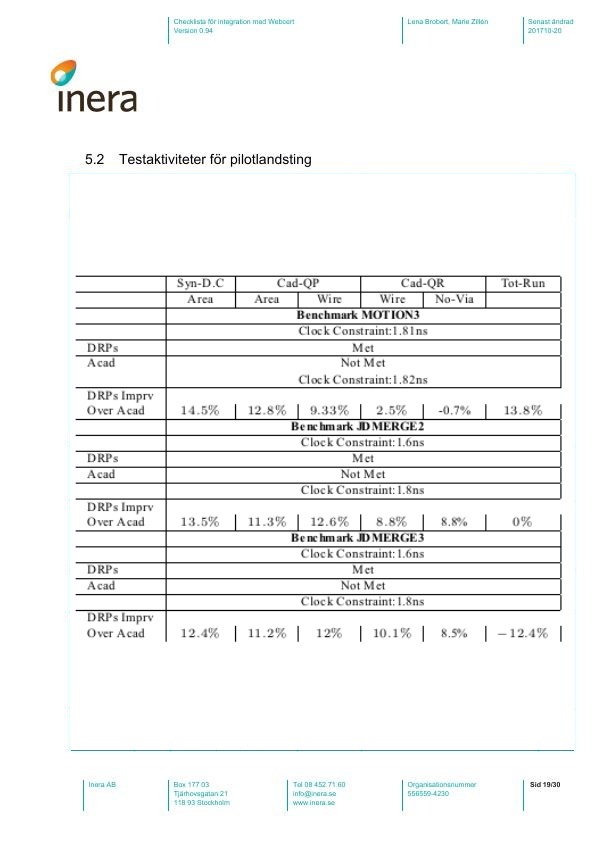 Checklista för Integration med Webcert
Version 0.94
Lena Brobert, Marie Zillén
Senast ändrad
201710-20
inera
5.2 Testaktiviteter för pilotlandsting
Syn-D.C Cad-QP Cad-QR Tot-Run
Area Area Wire Wire No-Via
Benchmark MOTION3
Clock Constraint:1.81ns
DRPs Met
Acad Not Met
Clock Constraint:1.82ns
DRPs Imprv
Over Acad 14.5% 12.8% 9.33% 2.5% -0.7% 13.8%
Benchmark JDMERGE2
Clock Constraint:1.6ns
DRPs Met
Acad Not Met
Clock Constraint:1.8ns
DRPs Imprv
Over Acad 13.5% 11.3% 12.6% 8.8% 8.8% 0%
Benchmark JDMERGE3
Clock Constraint:1.6ns
DRPs Met
Acad Not Met
Clock Constraint:1.8ns
DRPs Imprv
Over Acad 12.4% 11.2% 12% 10.1% 8.5% −12.4%
Inera AB
Box 177 03
Tjärhovsgatan 21
118 93 Stockholm
Tel 08 452 71 60
info@inera.se
www.inera.se
Organisationsnummer
556559-4230
Sid 19/30